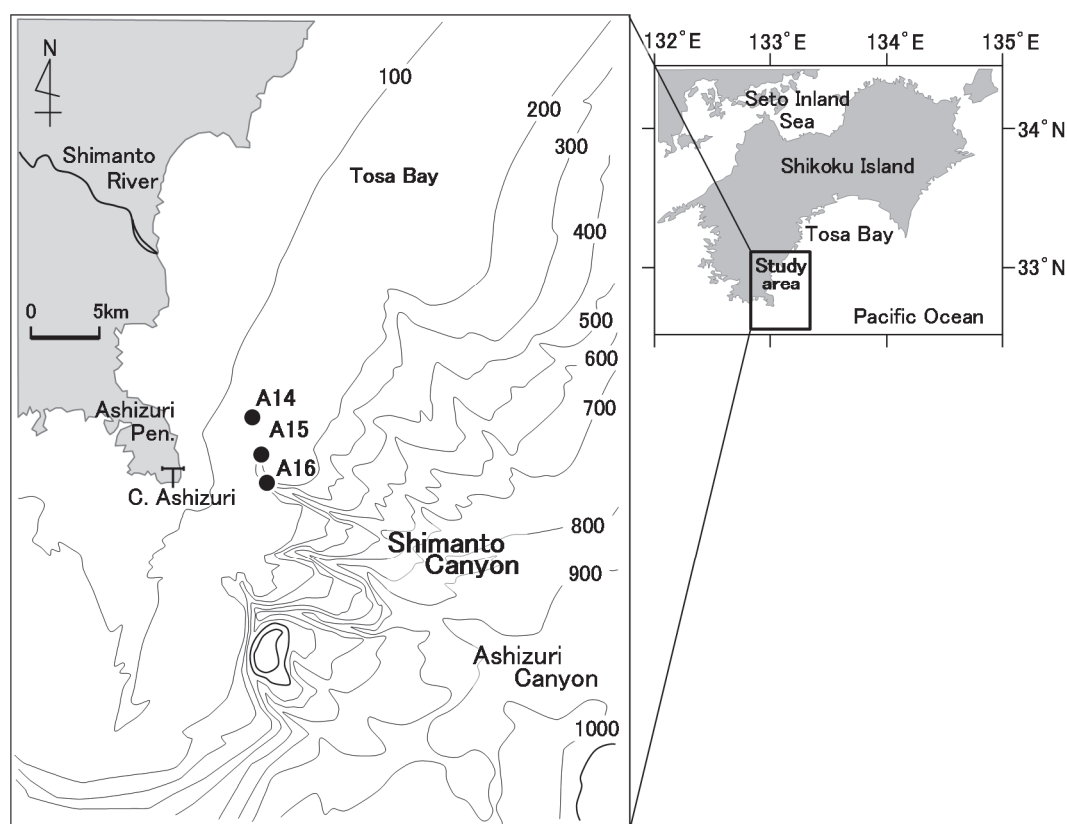 N
Shimanto
River
0 5km
Ashizuri
Pen.
C. Ashizuri
100
200
300
400
500
600
700
800
900
1000
Tosa Bay
A14
A15
A16
Shimanto
Canyon
Ashizuri
Canyon
132°E 133°E 134°E 135°E
34°N
33°N
Seto Inland
Sea
Shikoku Island
Tosa Bay
Study
area
Pacific Ocean